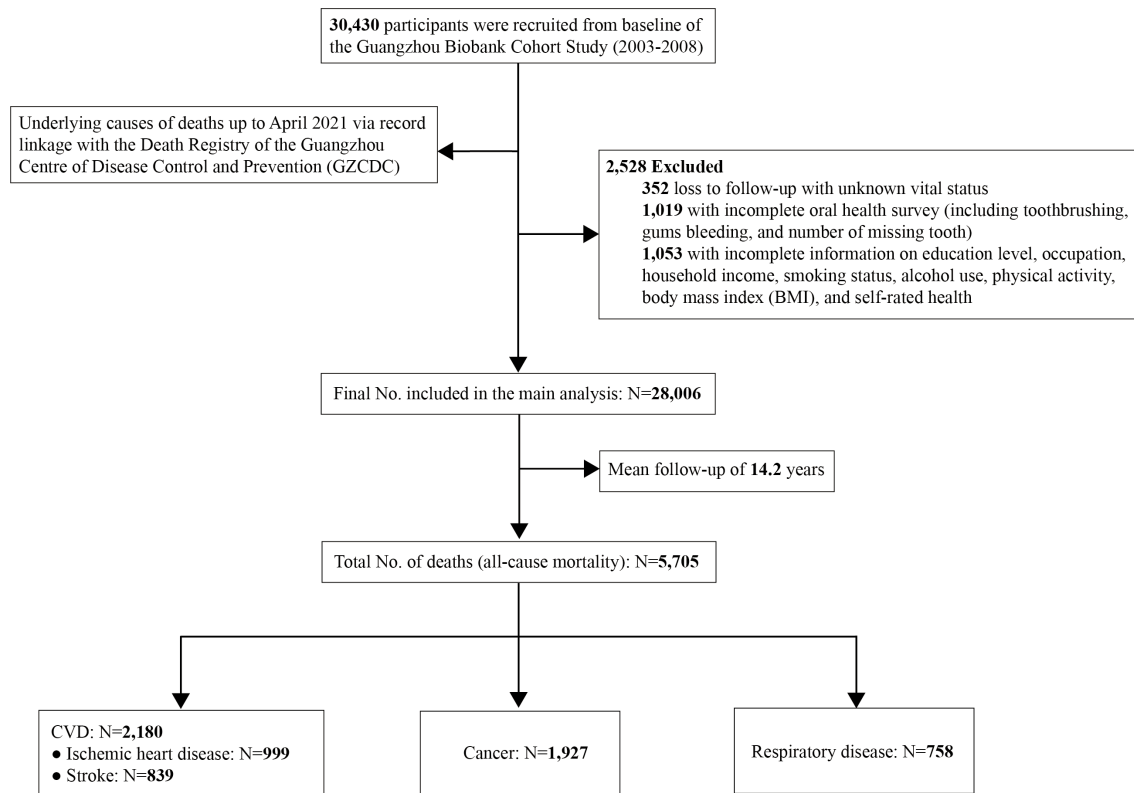 30,430 participants were recruited from baseline
of the Guangzhou Biobank Cohort Study (2003-2008)
Underlying causes of deaths up to April 2021 via record
linkage with the Death Registry of the Guangzhou
Centre of Disease Control and Prevention (GZCDC)
2,528 Excluded
352 loss to follow-up with unknown vital status
1,019 with incomplete oral health survey (including toothbrushing,
gums bleeding, and number of missing tooth)
1,053 with incomplete information on education level, occupation,
household income, smoking status, alcohol use, physical activity,
body mass index (BMI), and self-rated health
Final No. included in the main analysis: N=28,006
Mean follow-up of 14.2 years
Total No. of deaths (all-cause mortality): N=5,705
CVD: N=2,180
● Ischemic heart disease: N=999
● Stroke: N=839
Cancer: N=1,927
Respiratory disease: N=758